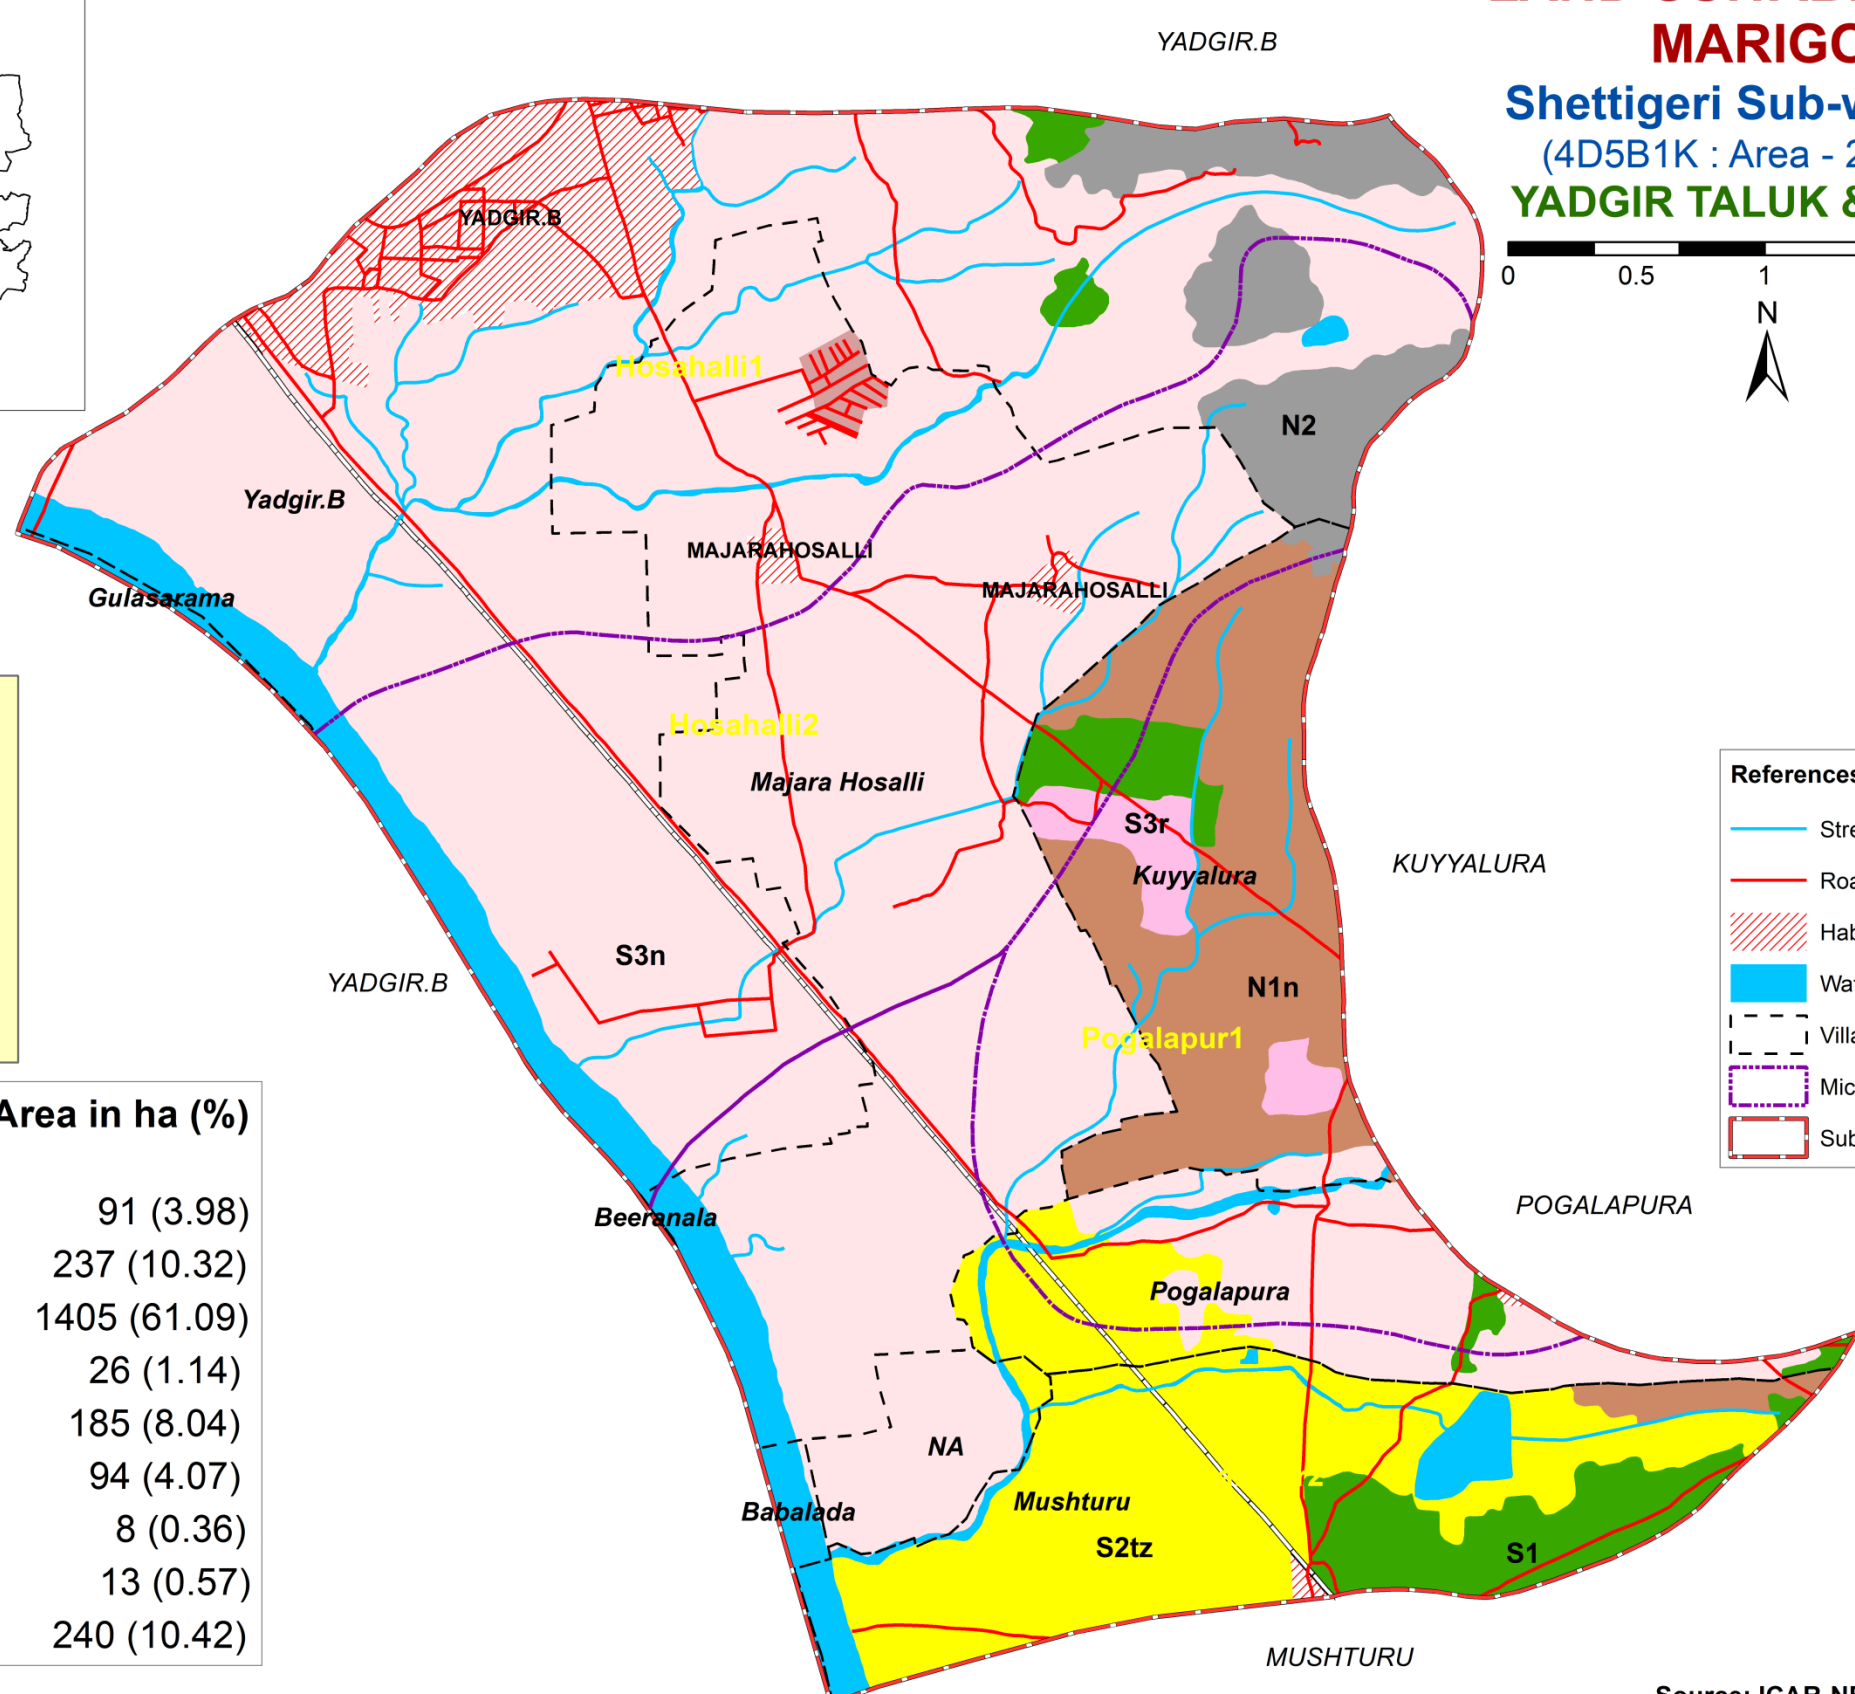 YADGIR.B
MARIGO
Shettigeri Sub-w
(4D5B1K : Area - 2
YADGIR TALUK &
0 0.5 1
N
YADGIR.B
Hosahalli1
N2
Yadgir.B
MAJARAHOSALLI
MAJARAHOSALLI
Gulasarama
Hosahalli2
Majara Hosalli
S3r
Kuyyalura
KUYYALURA
S3n
YADGIR.B
N1n
Pogalapur1
References
Stre
Roa
Hab
Wat
Villa
Mic
Sub
Area in ha (%)
91 (3.98)
237 (10.32)
1405 (61.09)
26 (1.14)
185 (8.04)
94 (4.07)
8 (0.36)
13 (0.57)
240 (10.42)
Beeranala
POGALAPURA
Pogalapura
NA
Mushturu
Babalada
S2tz
S1
MUSHTURU